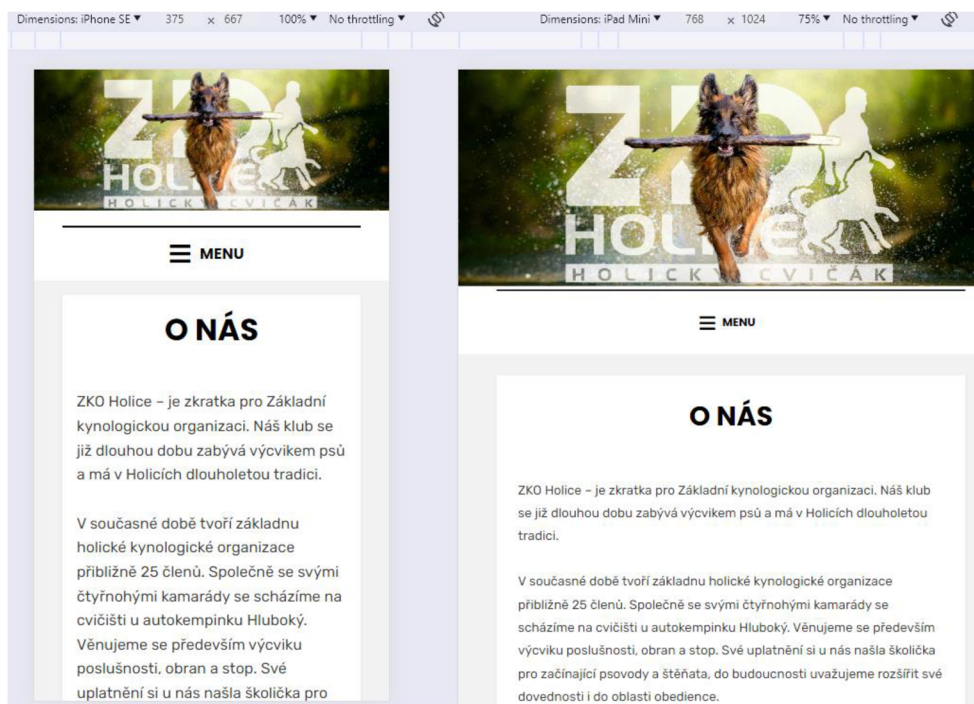 Dimensions: iPhone SE ▼ 375 × 667 100% ▼ No throttling ▼
ZKO
HOLICE
HOLICKÝ CVIČÁK
MENU
O NÁS
ZKO Holice – je zkratka pro Základní
kynologickou organizaci. Náš klub se
již dlouhou dobu zabývá výcvikem psů
a má v Holicích dlouholetou tradici.
V současné době tvoří základnu
holické kynologické organizace
přibližně 25 členů. Společně se svými
čtyřnohými kamarády se scházíme na
cvičišti u autokempinku Hluboký.
Věnujeme se především výcviku
poslušnosti, obran a stop. Své
uplatnění si u nás našla školička pro
Dimensions: iPad Mini ▼ 768 × 1024 75% ▼ No throttling ▼
ZKO
HOLICE
HOLICKÝ CVIČÁK
MENU
O NÁS
ZKO Holice – je zkratka pro Základní kynologickou organizaci. Náš klub
se již dlouhou dobu zabývá výcvikem psů a má v Holicích dlouholetou
tradici.
V současné době tvoří základnu holické kynologické organizace
přibližně 25 členů. Společně se svými čtyřnohými kamarády se
scházíme na cvičišti u autokempinku Hluboký. Věnujeme se především
výcviku poslušnosti, obran a stop. Své uplatnění si u nás našla školička
pro začínající psovody a štěňata, do budoucnosti uvažujeme rozšířit své
dovednosti i do oblasti obedience.